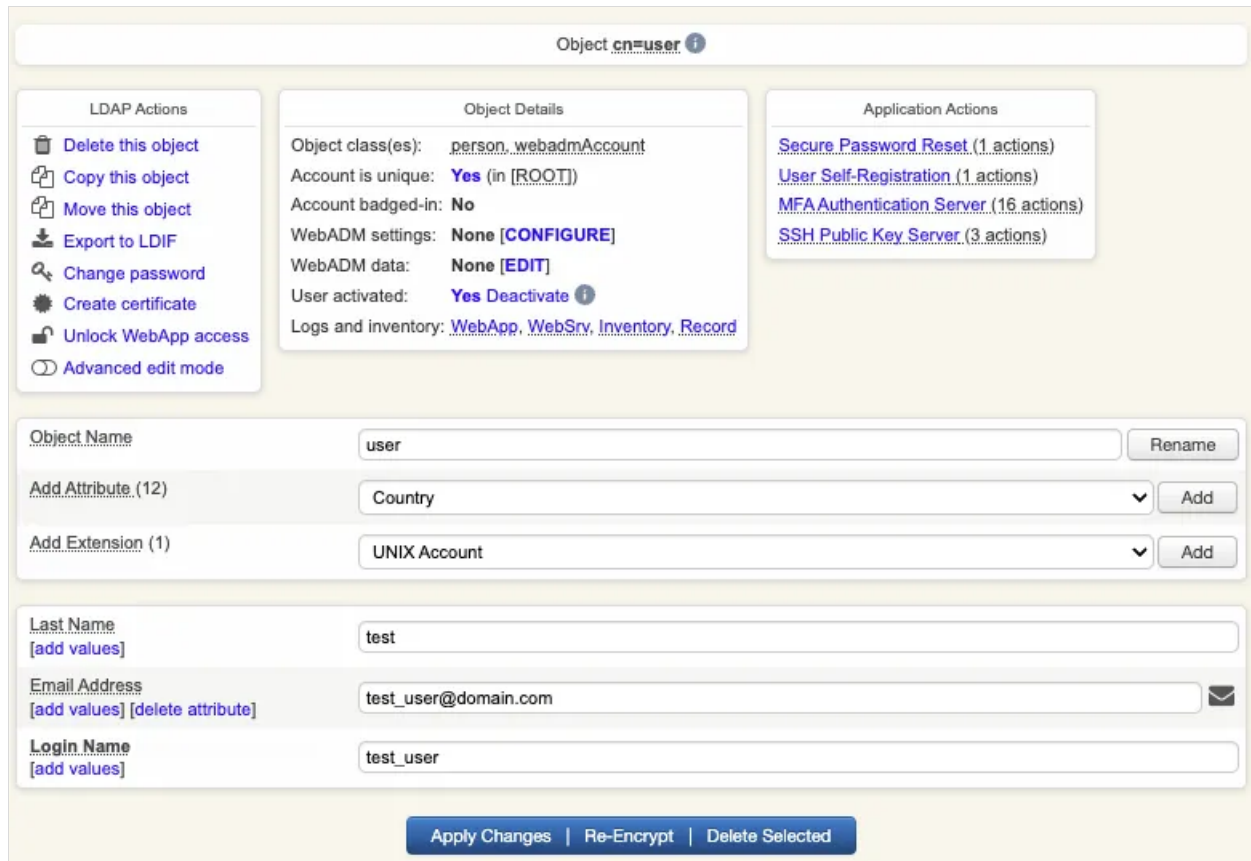 Object cn=user
LDAP Actions
Delete this object
Copy this object
Move this object
Export to LDIF
Change password
Create certificate
Unlock WebApp access
Advanced edit mode
Object Details
Object class(es): person, webadmAccount
Account is unique: Yes (in [ROOT])
Account badged-in: No
WebADM settings: None [CONFIGURE]
WebADM data: None [EDIT]
User activated: Yes Deactivate
Logs and inventory: WebApp, WebSrv, Inventory, Record
Application Actions
Secure Password Reset (1 actions)
User Self-Registration (1 actions)
MFA Authentication Server (16 actions)
SSH Public Key Server (3 actions)
Object Name user Rename
Add Attribute (12) Country Add
Add Extension (1) UNIX Account Add
Last Name
[add values]
test
Email Address
[add values] [delete attribute]
test_user@domain.com
Login Name
[add values]
test_user
Apply Changes | Re-Encrypt | Delete Selected